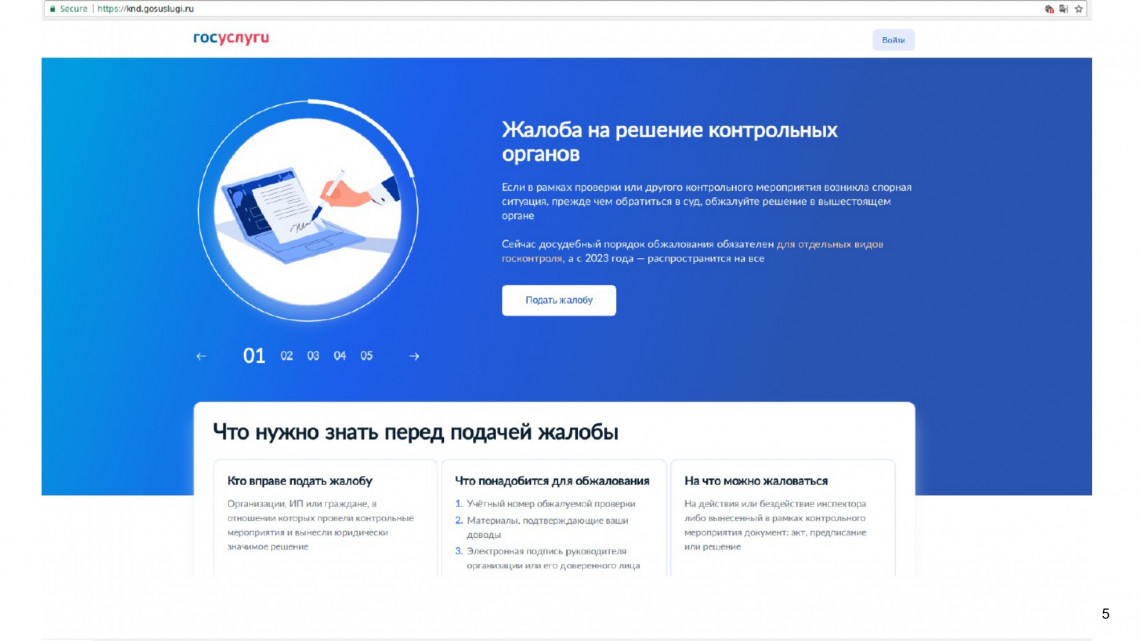 Secure | https://knd.gosuslugi.ru
госуслуги
Войти
Жалоба на решение контрольных
органов
Если в рамках проверки или другого контрольного мероприятия возникла спорная
ситуация, прежде чем обратиться в суд, обжалуйте решение в вышестоящем
органе
Сейчас досудебный порядок обжалования обязателен для отдельных видов
госконтроля, а с 2023 года — распространится на все
Подать жалобу
01 02 03 04 05
Что нужно знать перед подачей жалобы
Кто вправе подать жалобу
Организации, ИП или граждане, в
отношении которых провели контрольные
мероприятия и вынесли юридически
значимое решение
Что понадобится для обжалования
1. Учётный номер обжалуемой проверки
2. Материалы, подтверждающие ваши
доводы
3. Электронная подпись руководителя
организации или его доверенного лица
На что можно жаловаться
На действия или бездействие инспектора
либо вынесенный в рамках контрольного
мероприятия документ: акт, предписание
или решение
5